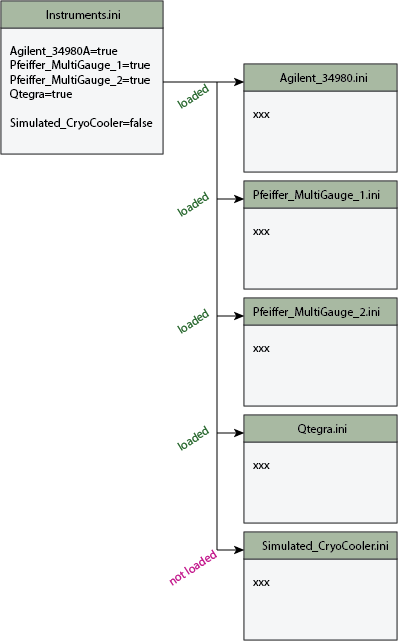 Instruments.ini
Agilent_34980A=true
Pfeiffer_MultiGauge_1=true
Pfeiffer_MultiGauge_2=true
Qtegra=true
Simulated_CryoCooler=false
loaded
Agilent_34980.ini
xxx
loaded
Pfeiffer_MultiGauge_1.ini
xxx
loaded
Pfeiffer_MultiGauge_2.ini
xxx
loaded
Qtegra.ini
xxx
not loaded
Simulated_CryoCooler.ini
xxx